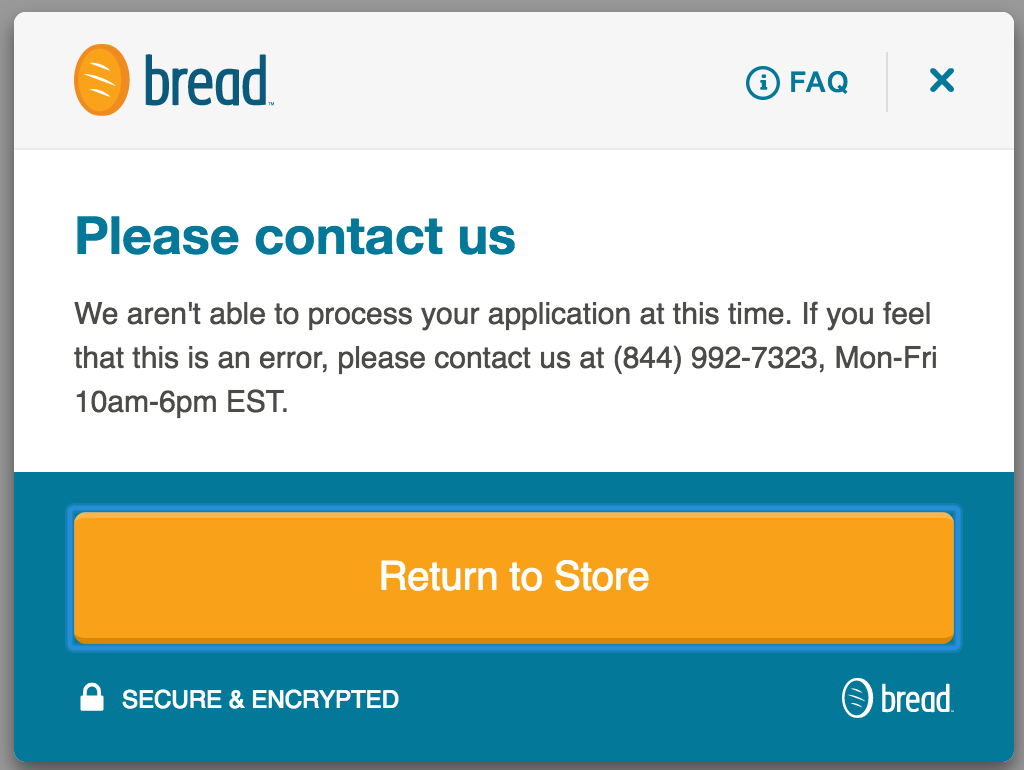 bread™
FAQ
Please contact us
We aren't able to process your application at this time. If you feel
that this is an error, please contact us at (844) 992-7323, Mon-Fri
10am-6pm EST.
Return to Store
SECURE & ENCRYPTED
bread